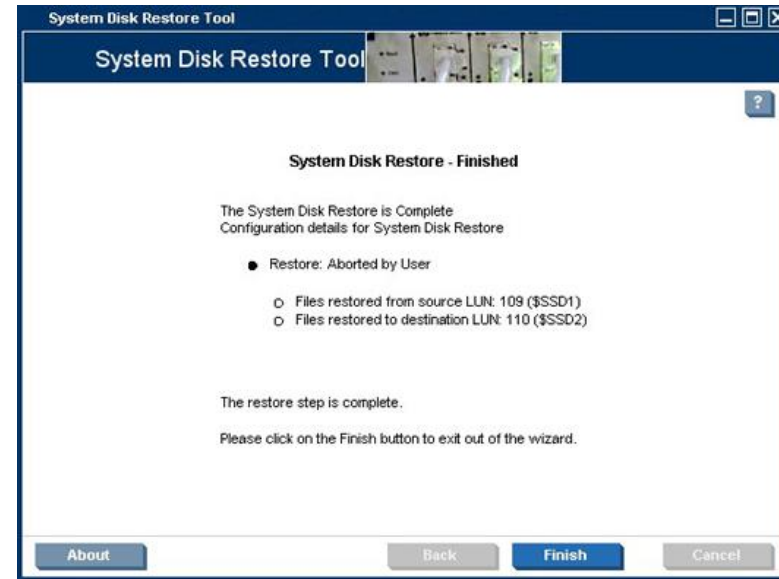 System Disk Restore Tool
System Disk Restore Tool
?
System Disk Restore - Finished
The System Disk Restore is Complete
Configuration details for System Disk Restore
Restore: Aborted by User
Files restored from source LUN: 109 ($SSD1)
Files restored to destination LUN: 110 ($SSD2)
The restore step is complete.
Please click on the Finish button to exit out of the wizard.
About
Back
Finish
Cancel